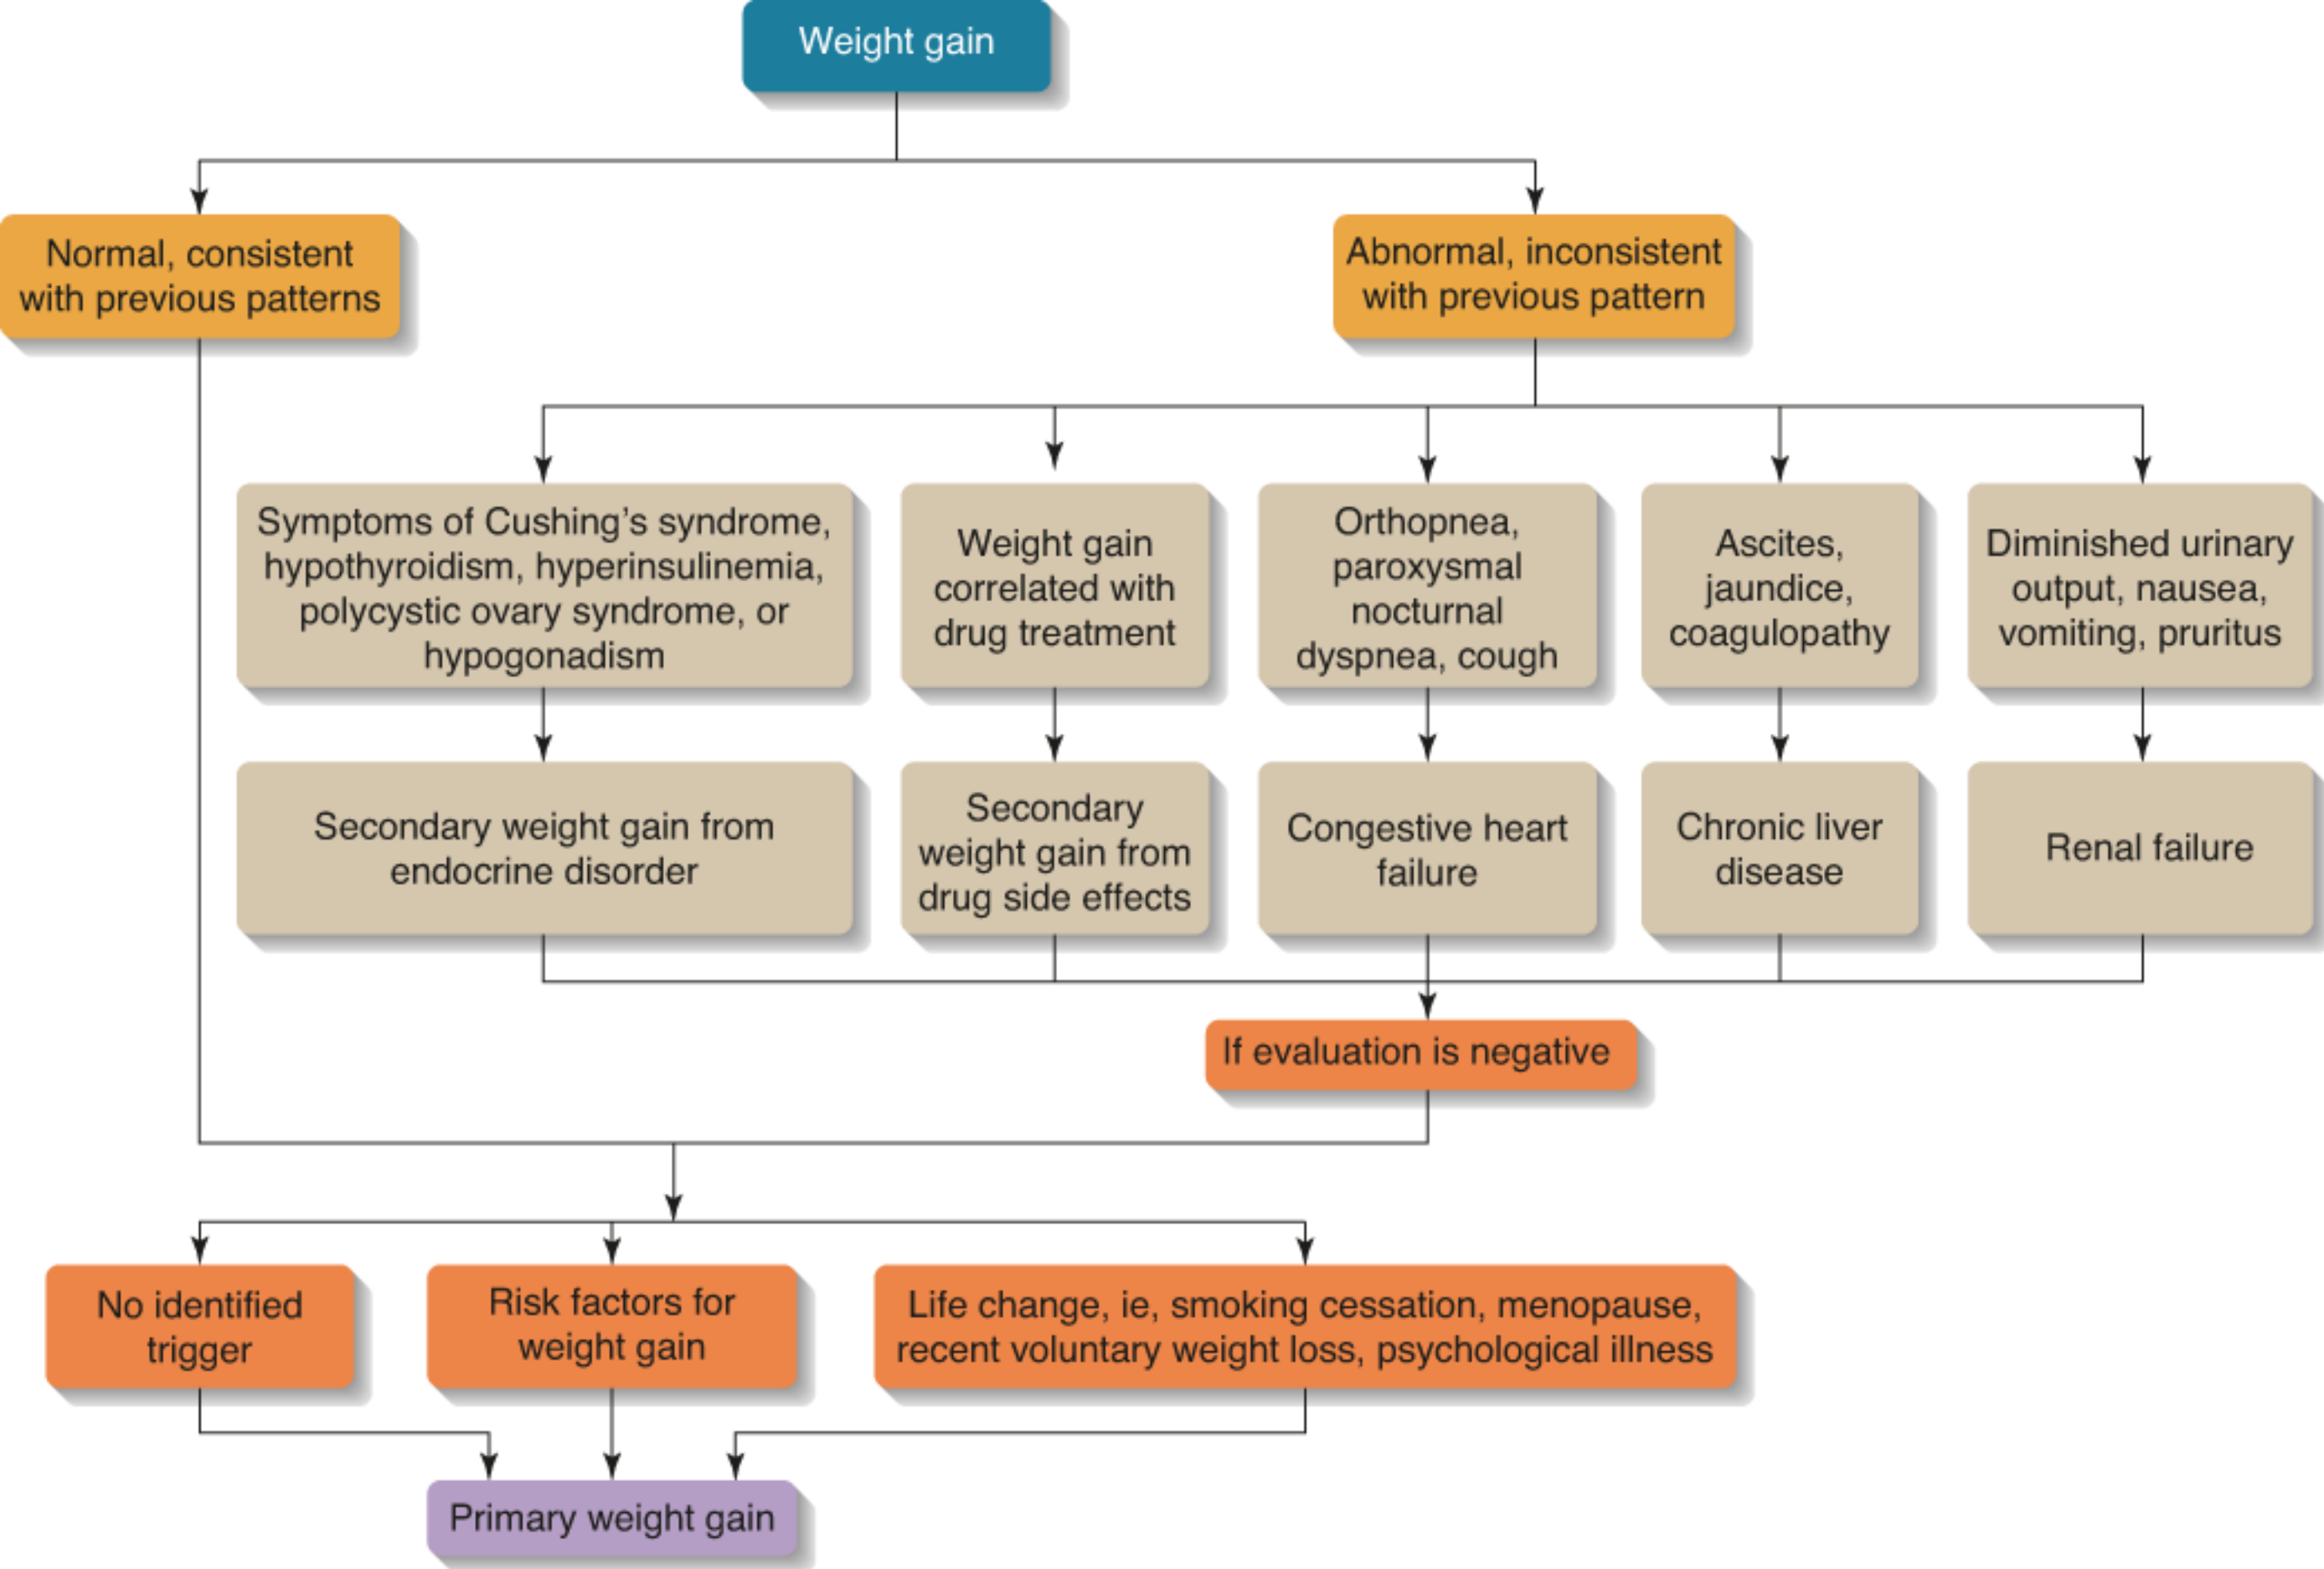 Weight gain
Normal, consistent
with previous patterns
Abnormal, inconsistent
with previous pattern
Symptoms of Cushing's syndrome,
hypothyroidism, hyperinsulinemia,
polycystic ovary syndrome, or
hypogonadism
Weight gain
correlated with
drug treatment
Orthopnea,
paroxysmal
nocturnal
dyspnea, cough
Ascites,
jaundice,
coagulopathy
Diminished urinary
output, nausea,
vomiting, pruritus
Secondary weight gain from
endocrine disorder
Secondary
weight gain from
drug side effects
Congestive heart
failure
Chronic liver
disease
Renal failure
If evaluation is negative
No identified
trigger
Risk factors for
weight gain
Life change, ie, smoking cessation, menopause,
recent voluntary weight loss, psychological illness
Primary weight gain